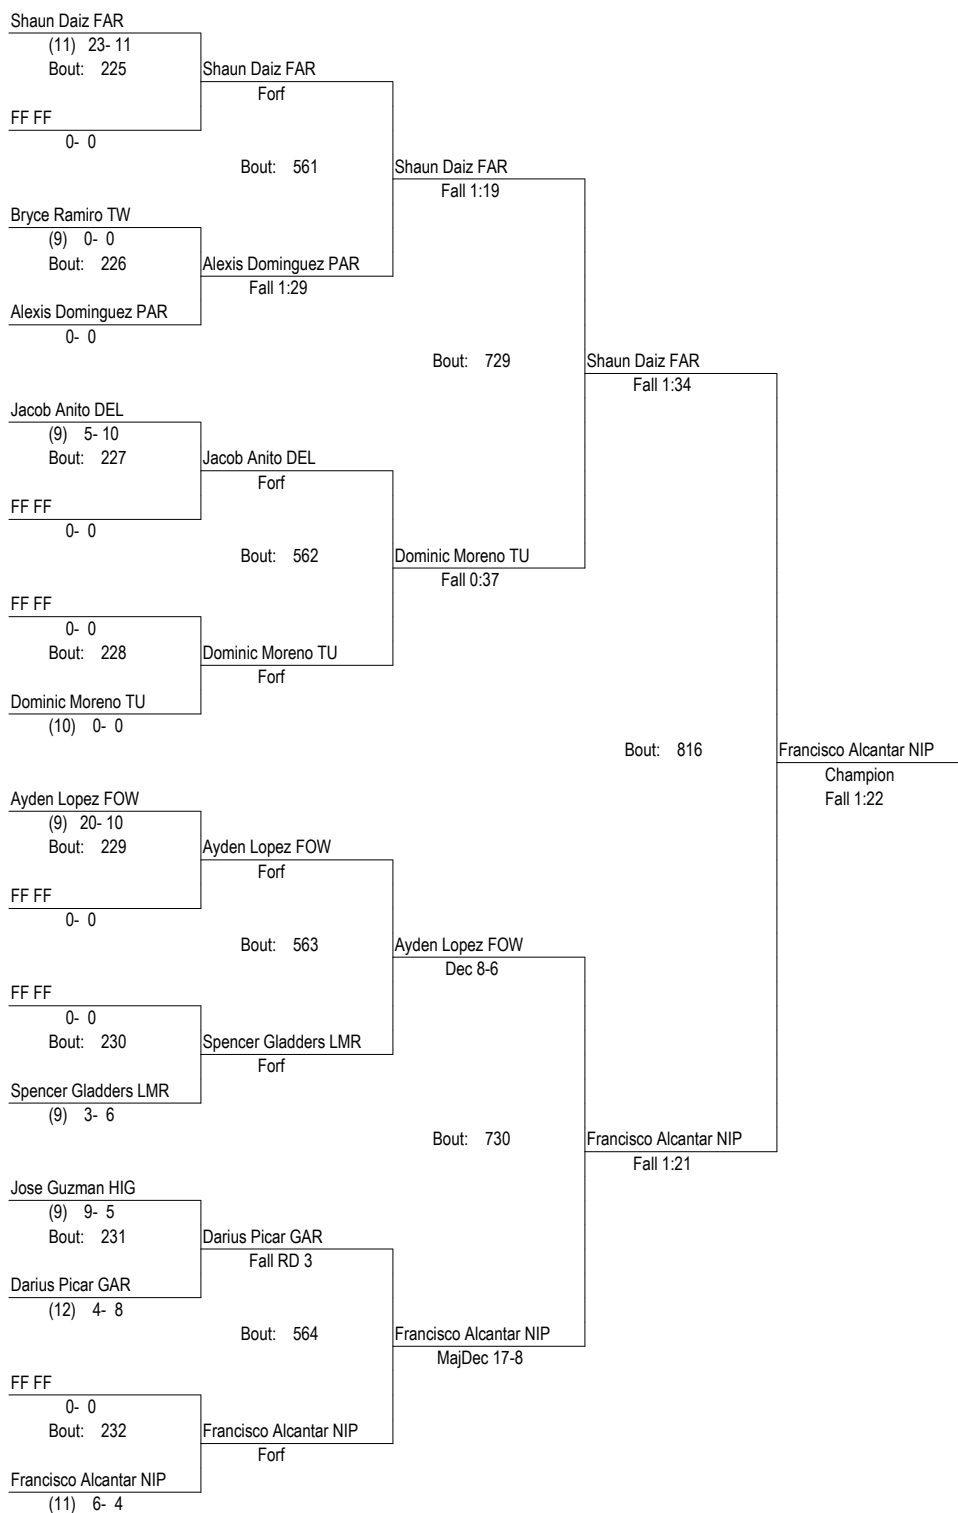 Shaun Daiz FAR
(11) 23- 11
Bout: 225
Shaun Daiz FAR
Forf
FF FF
0- 0
Bout: 561
Shaun Daiz FAR
Fall 1:19
Bryce Ramiro TW
(9) 0- 0
Bout: 226
Alexis Dominguez PAR
Fall 1:29
Alexis Dominguez PAR
0- 0
Bout: 729
Shaun Daiz FAR
Fall 1:34
Jacob Anito DEL
(9) 5- 10
Bout: 227
Jacob Anito DEL
Forf
FF FF
0- 0
Bout: 562
Dominic Moreno TU
Fall 0:37
FF FF
0- 0
Bout: 228
Dominic Moreno TU
Forf
Dominic Moreno TU
(10) 0- 0
Bout: 816
Francisco Alcantar NIP
Champion
Fall 1:22
Ayden Lopez FOW
(9) 20- 10
Bout: 229
Ayden Lopez FOW
Forf
FF FF
0- 0
Bout: 563
Ayden Lopez FOW
Dec 8-6
FF FF
0- 0
Bout: 230
Spencer Gladders LMR
Forf
Spencer Gladders LMR
(9) 3- 6
Bout: 730
Francisco Alcantar NIP
Fall 1:21
Jose Guzman HIG
(9) 9- 5
Bout: 231
Darius Picar GAR
Fall RD 3
Darius Picar GAR
(12) 4- 8
Bout: 564
Francisco Alcantar NIP
MajDec 17-8
FF FF
0- 0
Bout: 232
Francisco Alcantar NIP
Forf
Francisco Alcantar NIP
(11) 6- 4